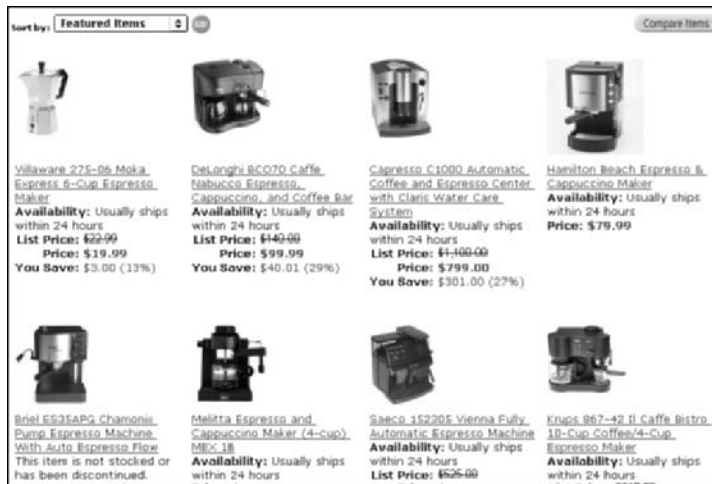 Sort by: Featured Items GO
Compare Items
Villaware 275-06 Moka
Express 6-Cup Espresso
Maker
Availability: Usually ships
within 24 hours
List Price: $22.99
Price: $19.99
You Save: $3.00 (13%)
DeLonghi BCO70 Caffe
Nabucco Espresso,
Cappuccino, and Coffee Bar
Availability: Usually ships
within 24 hours
List Price: $140.00
Price: $99.99
You Save: $40.01 (29%)
Capresso C1000 Automatic
Coffee and Espresso Center
with Claris Water Care
System
Availability: Usually ships
within 24 hours
List Price: $1,100.00
Price: $799.00
You Save: $301.00 (27%)
Hamilton Beach Espresso &
Cappuccino Maker
Availability: Usually ships
within 24 hours
Price: $79.99
Briel ES35APG Chamonix
Pump Espresso Machine
With Auto Espresso Flow
This item is not stocked or
has been discontinued.
Melitta Espresso and
Cappuccino Maker (4-cup)
MEX 1B
Availability: Usually ships
within 24 hours
Saeco 152305 Vienna Fully
Automatic Espresso Machine
Availability: Usually ships
within 24 hours
List Price: $525.00
Krups 867-42 Il Caffe Bistro
10-Cup Coffee/4-Cup
Espresso Maker
Availability: Usually ships
within 24 hours